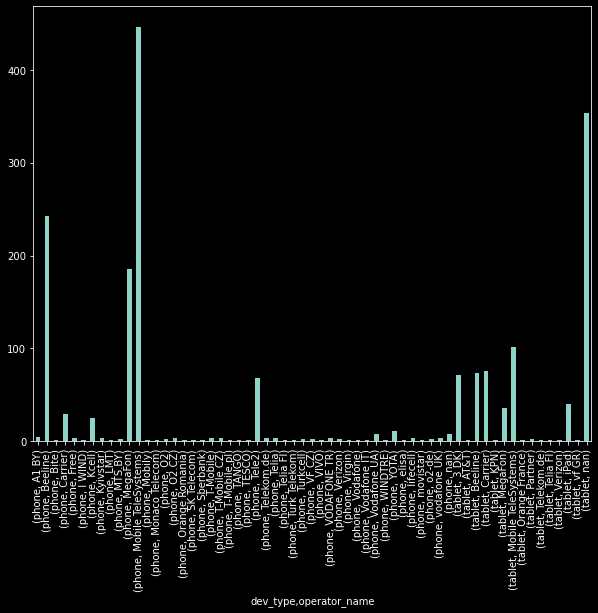 400
300
200
100
0
(phone, A1 BY)
(phone, Beeline)
(phone, Bite)
(phone, Carrier)
(phone, Free)
(phone, I WIND)
(phone, Kcell)
(phone, Kyivstar)
(phone, LMT)
(phone, MTS BY)
(phone, MegaFon)
(phone, Mobile TeleSystems)
(phone, Mobily)
(phone, Monaco Telecom)
(phone, O2)
(phone, O2.CZ)
(phone, Orange Romania)
(phone, SK Telecom)
(phone, Sberbank)
(phone, T-Mobile)
(phone, T-Mobile CZ)
(phone, T-Mobile.pl)
(phone, TANGO)
(phone, TESCO)
(phone, Tele2)
(phone, Telekom.de)
(phone, Telia)
(phone, Telia FI)
(phone, Turk Telekom)
(phone, Turkcell)
(phone, VF CZ)
(phone, VIVO)
(phone, VODAFONE TR)
(phone, Verizon)
(phone, Virgin)
(phone, Vodafone)
(phone, Vodafone IT)
(phone, Vodafone UA)
(phone, WINDTRE)
(phone, YOTA)
(phone, elisa)
(phone, lifecell)
(phone, movistar)
(phone, o2-de)
(phone, vodafone UK)
(phone, nan)
(tablet, 3 DK)
(tablet, AT&T)
(tablet, Beeline)
(tablet, Carrier)
(tablet, KPN)
(tablet, MegaFon)
(tablet, Mobile TeleSystems)
(tablet, Orange France)
(tablet, Partner)
(tablet, Telekom.de)
(tablet, Telia FI)
(tablet, Verizon)
(tablet, iPad)
(tablet, vf GR)
(tablet, nan)
dev_type,operator_name